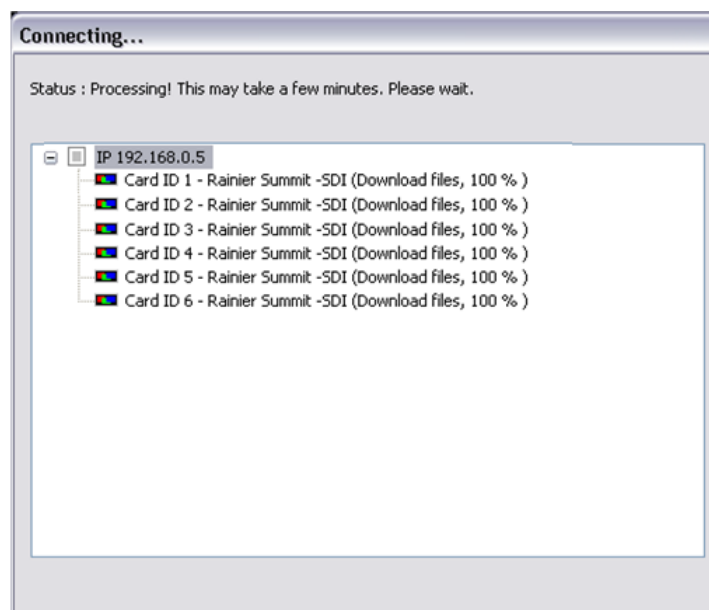 Connecting...
Status : Processing! This may take a few minutes. Please wait.
IP 192.168.0.5
Card ID 1 - Rainier Summit -SDI (Download files, 100 % )
Card ID 2 - Rainier Summit -SDI (Download files, 100 % )
Card ID 3 - Rainier Summit -SDI (Download files, 100 % )
Card ID 4 - Rainier Summit -SDI (Download files, 100 % )
Card ID 5 - Rainier Summit -SDI (Download files, 100 % )
Card ID 6 - Rainier Summit -SDI (Download files, 100 % )